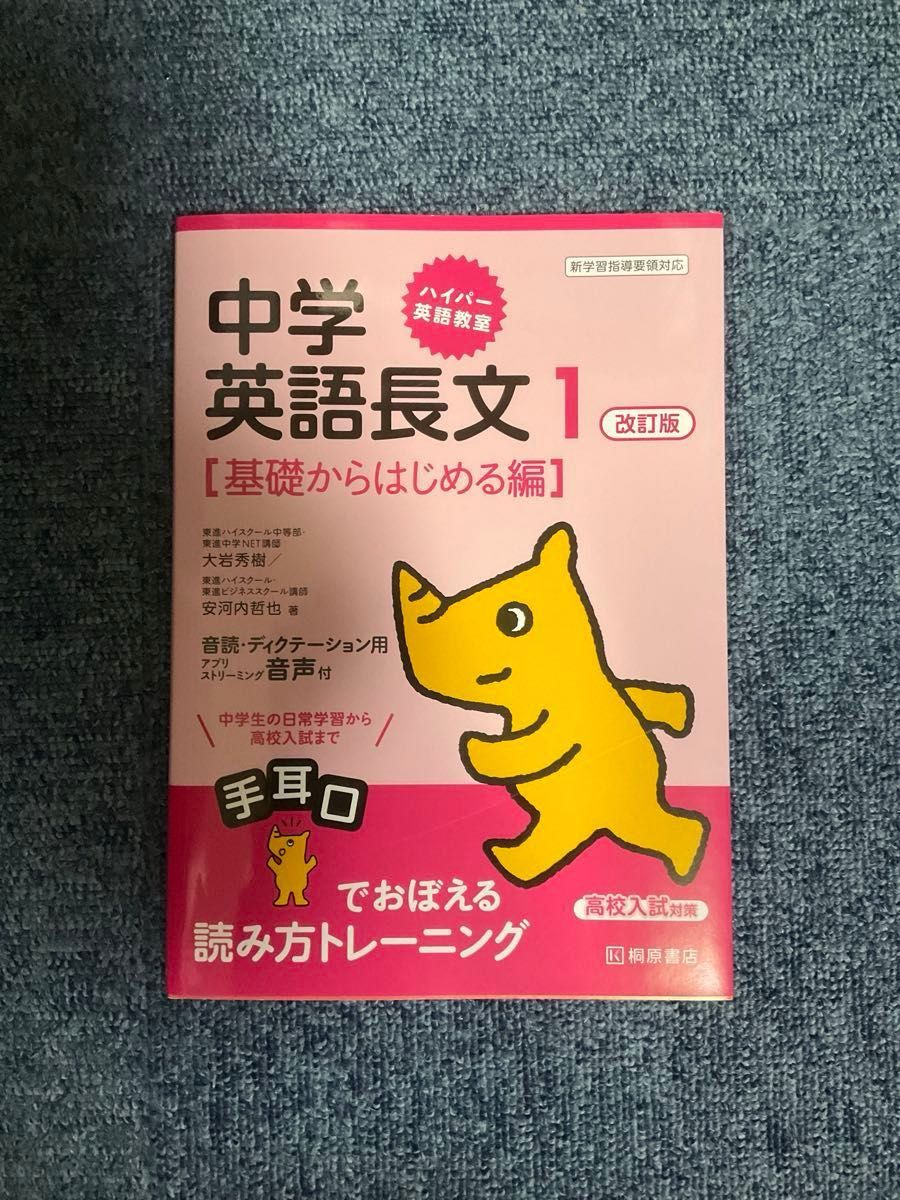 新学習指導要領対応
ハイパー
英語教室
中学
英語長文1
改訂版
[基礎からはじめる編]
東進ハイスクール中等部・
東進中学NET講師
大岩秀樹/
東進ハイスクール・
東進ビジネススクール講師
安河内哲也 著
音読・ディクテーション用
アプリ
ストリーミング 音声付
中学生の日常学習から
高校入試まで
手耳口
でおぼえる
読み方トレーニング
高校入試対策
K 桐原書店